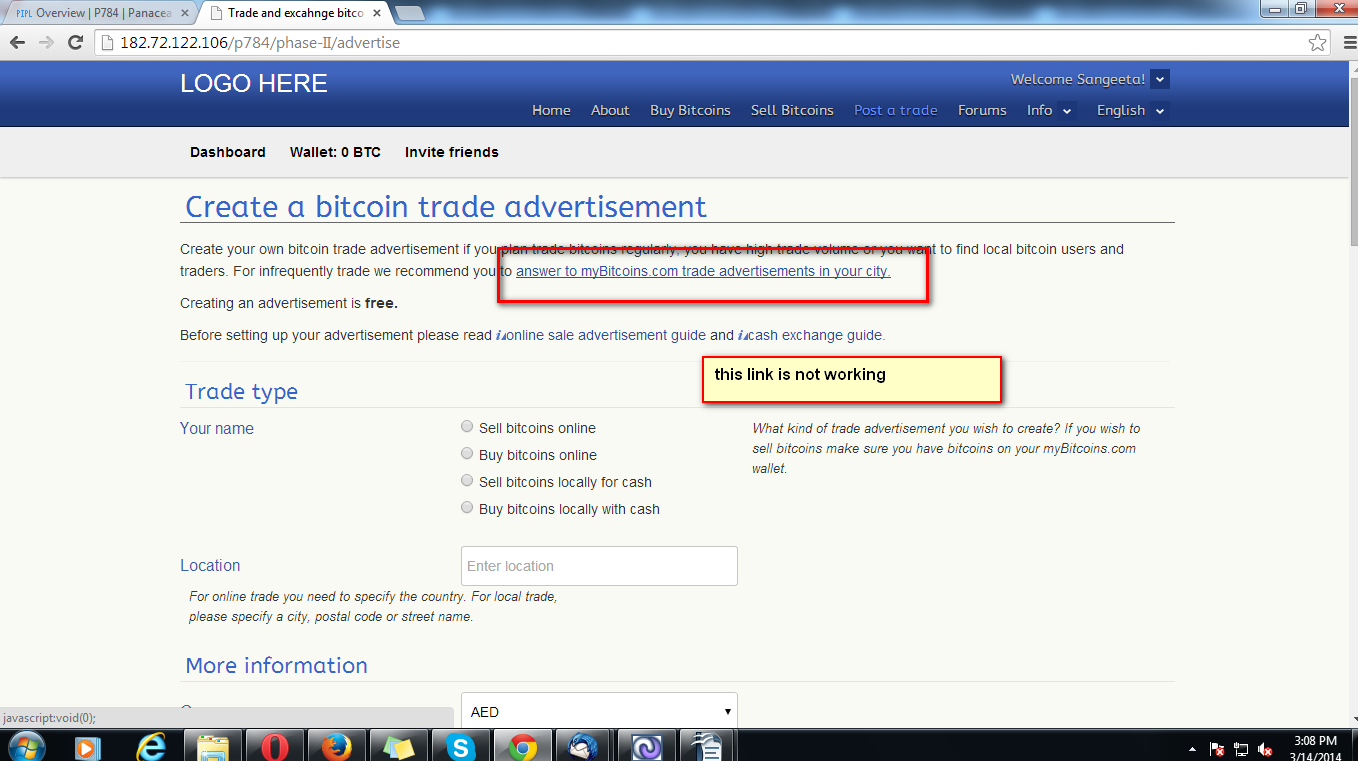 PIPL Overview | P784 | Panacea
Trade and excahnge bitco
182.72.122.106/p784/phase-II/advertise
LOGO HERE
Welcome Sangeeta!
Home About Buy Bitcoins Sell Bitcoins Post a trade Forums Info English
Dashboard Wallet: 0 BTC Invite friends
Create a bitcoin trade advertisement
Create your own bitcoin trade advertisement if you plan trade bitcoins regularly, you have high trade volume or you want to find local bitcoin users and
traders. For infrequently trade we recommend you to answer to myBitcoins.com trade advertisements in your city.
Creating an advertisement is free.
Before setting up your advertisement please read online sale advertisement guide and cash exchange guide.
this link is not working
Trade type
Your name
Sell bitcoins online
Buy bitcoins online
Sell bitcoins locally for cash
Buy bitcoins locally with cash
What kind of trade advertisement you wish to create? If you wish to
sell bitcoins make sure you have bitcoins on your myBitcoins.com
wallet.
Location
Enter location
For online trade you need to specify the country. For local trade,
please specify a city, postal code or street name.
More information
AED
javascript:void(0);
3:08 PM
3/14/2014